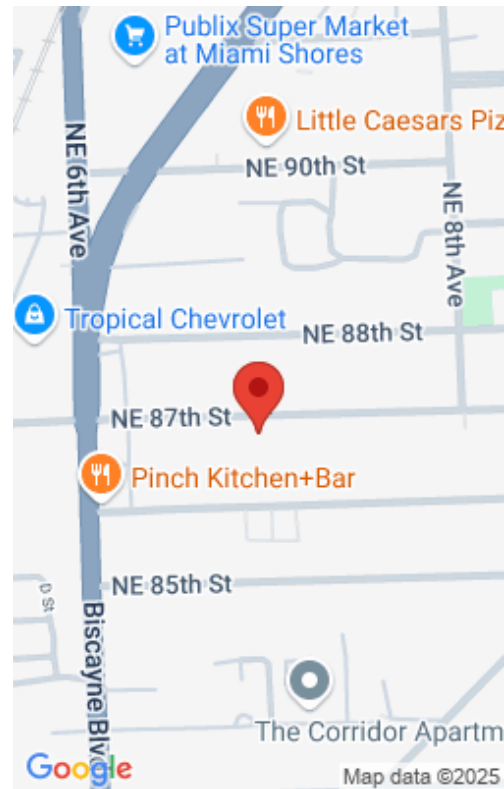 Publix Super Market
at Miami Shores
NE 6th Ave
Little Caesars Piz
NE 90th St
NE 8th Ave
Tropical Chevrolet
NE 88th St
NE 87th St
Pinch Kitchen+Bar
NE 85th St
D St
Biscayne Blv
The Corridor Apartm
Google
Map data ©2025